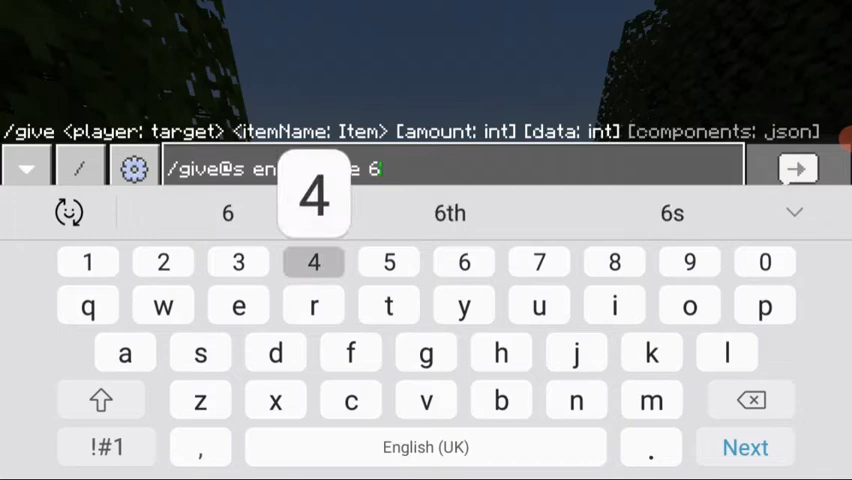 /give <player: target> <itemName: Item> [amount: int] [data: int] [components: json]
/ /give@s en e 6
4
6 6th 6s
1 2 3 4 5 6 7 8 9 0
q w e r t y u i o p
a s d f g h j k l
z x c v b n m
!#1 , English (UK) . Next